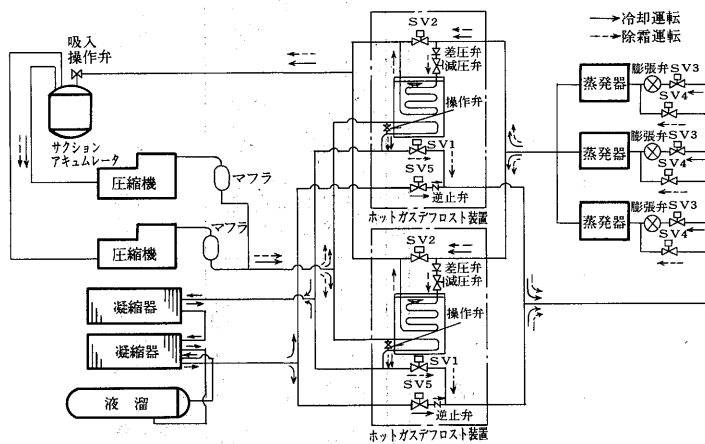 SV2
冷却運転
除霜運転
吸入
操作弁
差圧弁
減圧弁
操作弁
サクション
アキュムレータ
SV1
SV5
逆止弁
ホットガスデフロスト装置
圧縮機
マフラ
圧縮機
マフラ
蒸発器
膨張弁
SV3
SV4
蒸発器
膨張弁
SV3
SV4
蒸発器
膨張弁
SV3
SV4
SV2
差圧弁
減圧弁
操作弁
SV1
SV5
逆止弁
ホットガスデフロスト装置
凝縮器
凝縮器
液溜